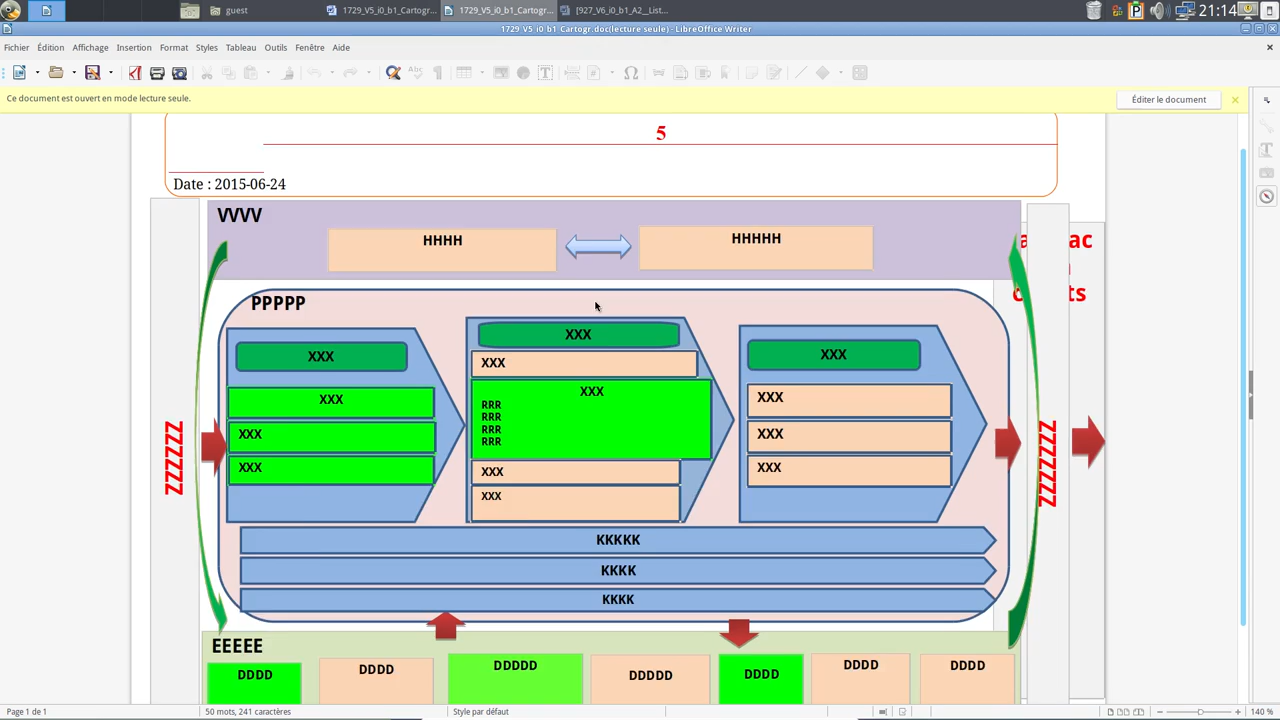 guest
1729_V5_i0_b1_Cartogr...
1729_V5_i0_b1_Cartogr...
[927_V6_i0_b1_A2__List...
21:14
1729_V5_i0_b1_Cartogr.doc(lecture seule) - LibreOffice Writer
Fichier Édition Affichage Insertion Format Styles Tableau Outils Fenêtre Aide
Ce document est ouvert en mode lecture seule.
Éditer le document
5
Date : 2015-06-24
VVVV
HHHH
HHHHH
PPPPP
XXX
XXX
XXX
XXX
XXX
XXX
XXX
RRR
RRR
RRR
RRR
XXX
XXX
XXX
XXX
XXX
XXX
ZZZZZZ
ZZZZZZZ
KKKKK
KKKK
KKKK
EEEEE
DDDD
DDDD
DDDDD
DDDDD
DDDD
DDDD
DDDD
Page 1 de 1
50 mots, 241 caractères
Style par défaut
140 %